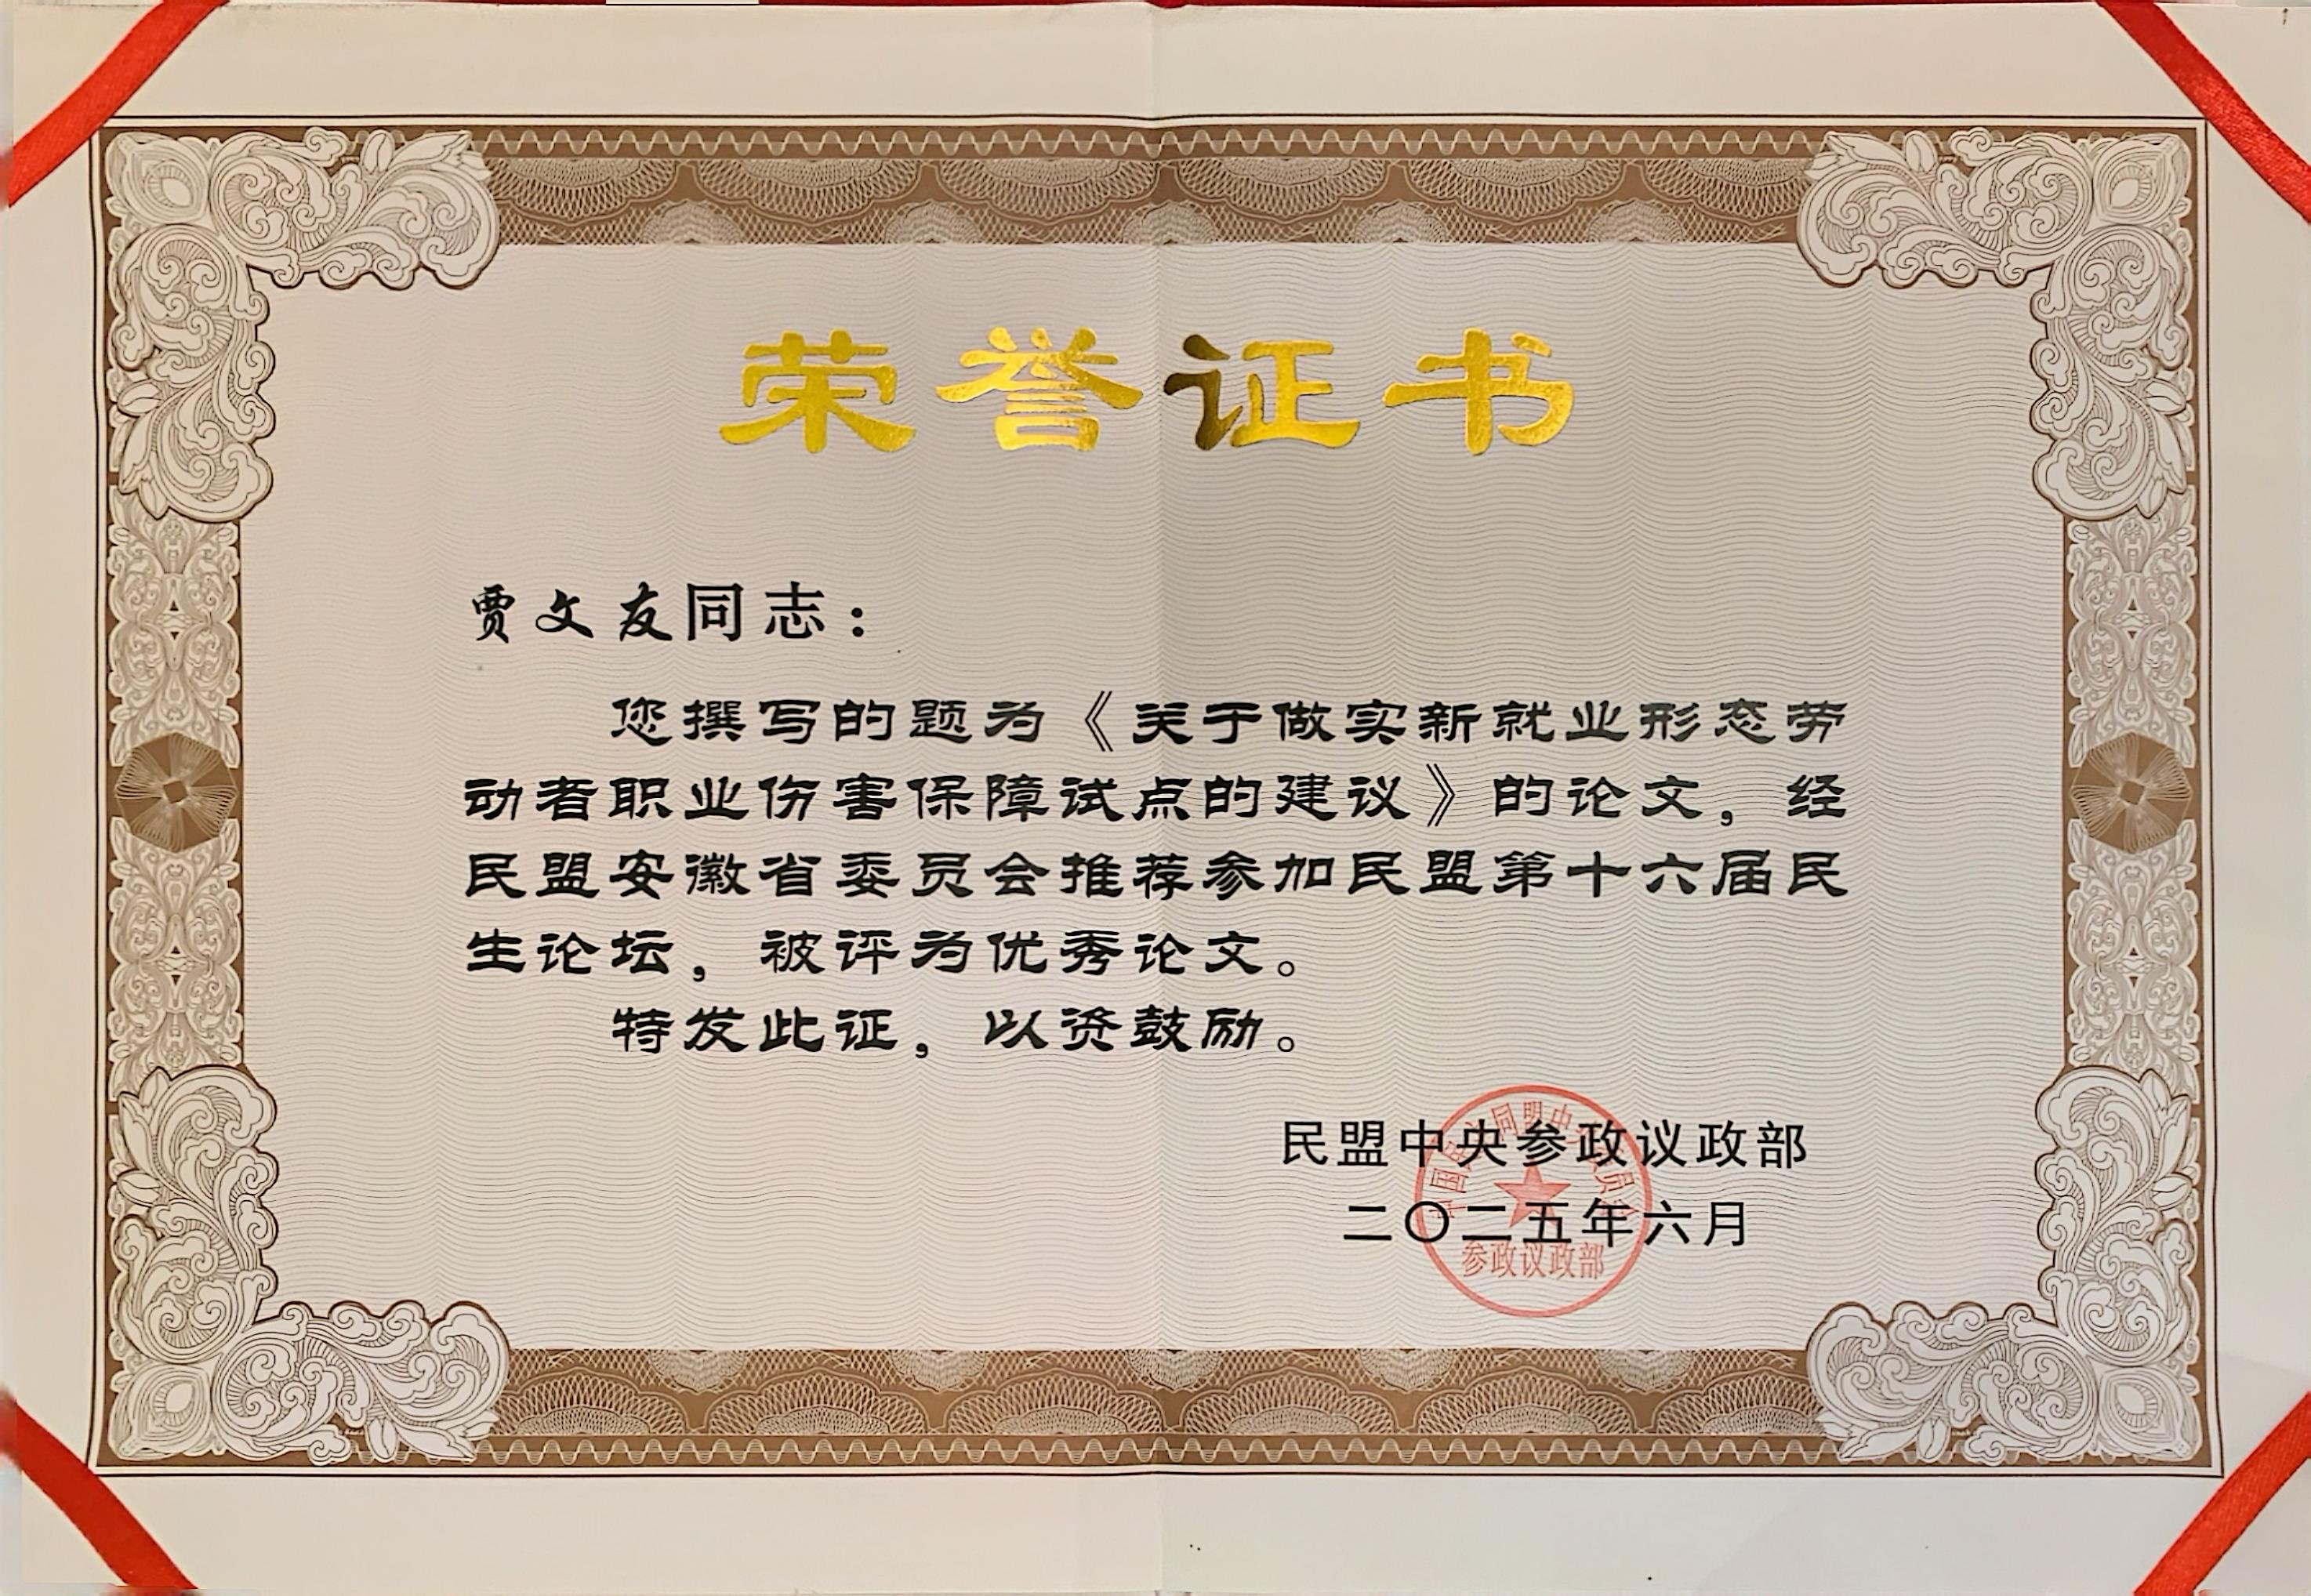 荣誉证书
贾文友同志：
您撰写的题为《关于做实新就业形态劳
动者职业伤害保障试点的建议》的论文，经
民盟安徽省委员会推荐参加民盟第十六届民
生论坛，被评为优秀论文。
特发此证，以资鼓励。
民盟中央参政议政部
二〇二五年六月
参政议政部